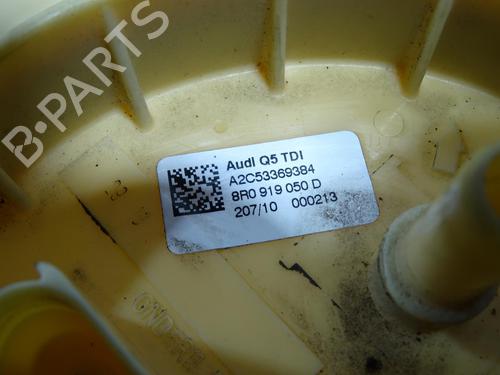 B-PARTS
Audi Q5 TDI
A2C53369384
8R0 919 050 D
207/10 000213